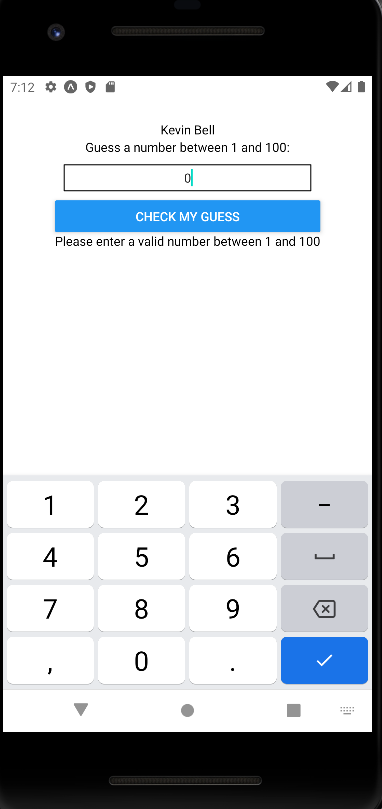 7:12
Kevin Bell
Guess a number between 1 and 100:
0
CHECK MY GUESS
Please enter a valid number between 1 and 100
1 2 3 -
4 5 6
7 8 9
, 0 .